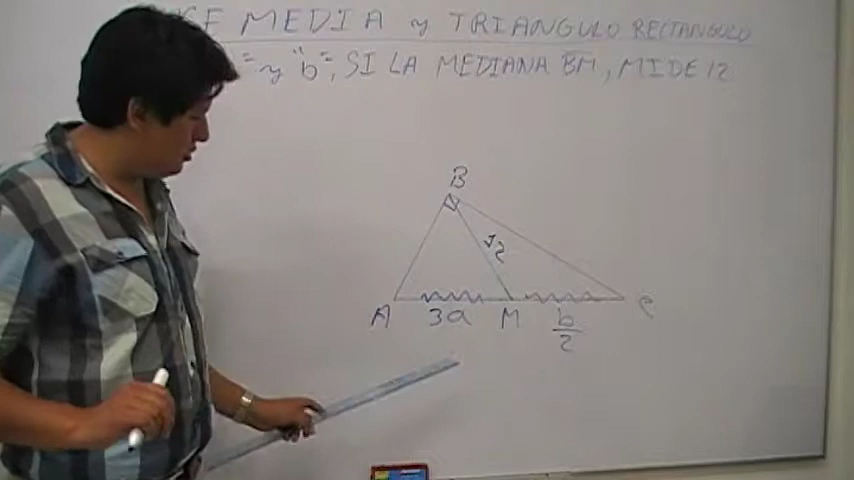 MEDIA y TRIANGULO RECTANGULO
" y "b", SI LA MEDIANA BM, MIDE 12
B
12
A 3a M b/2 C